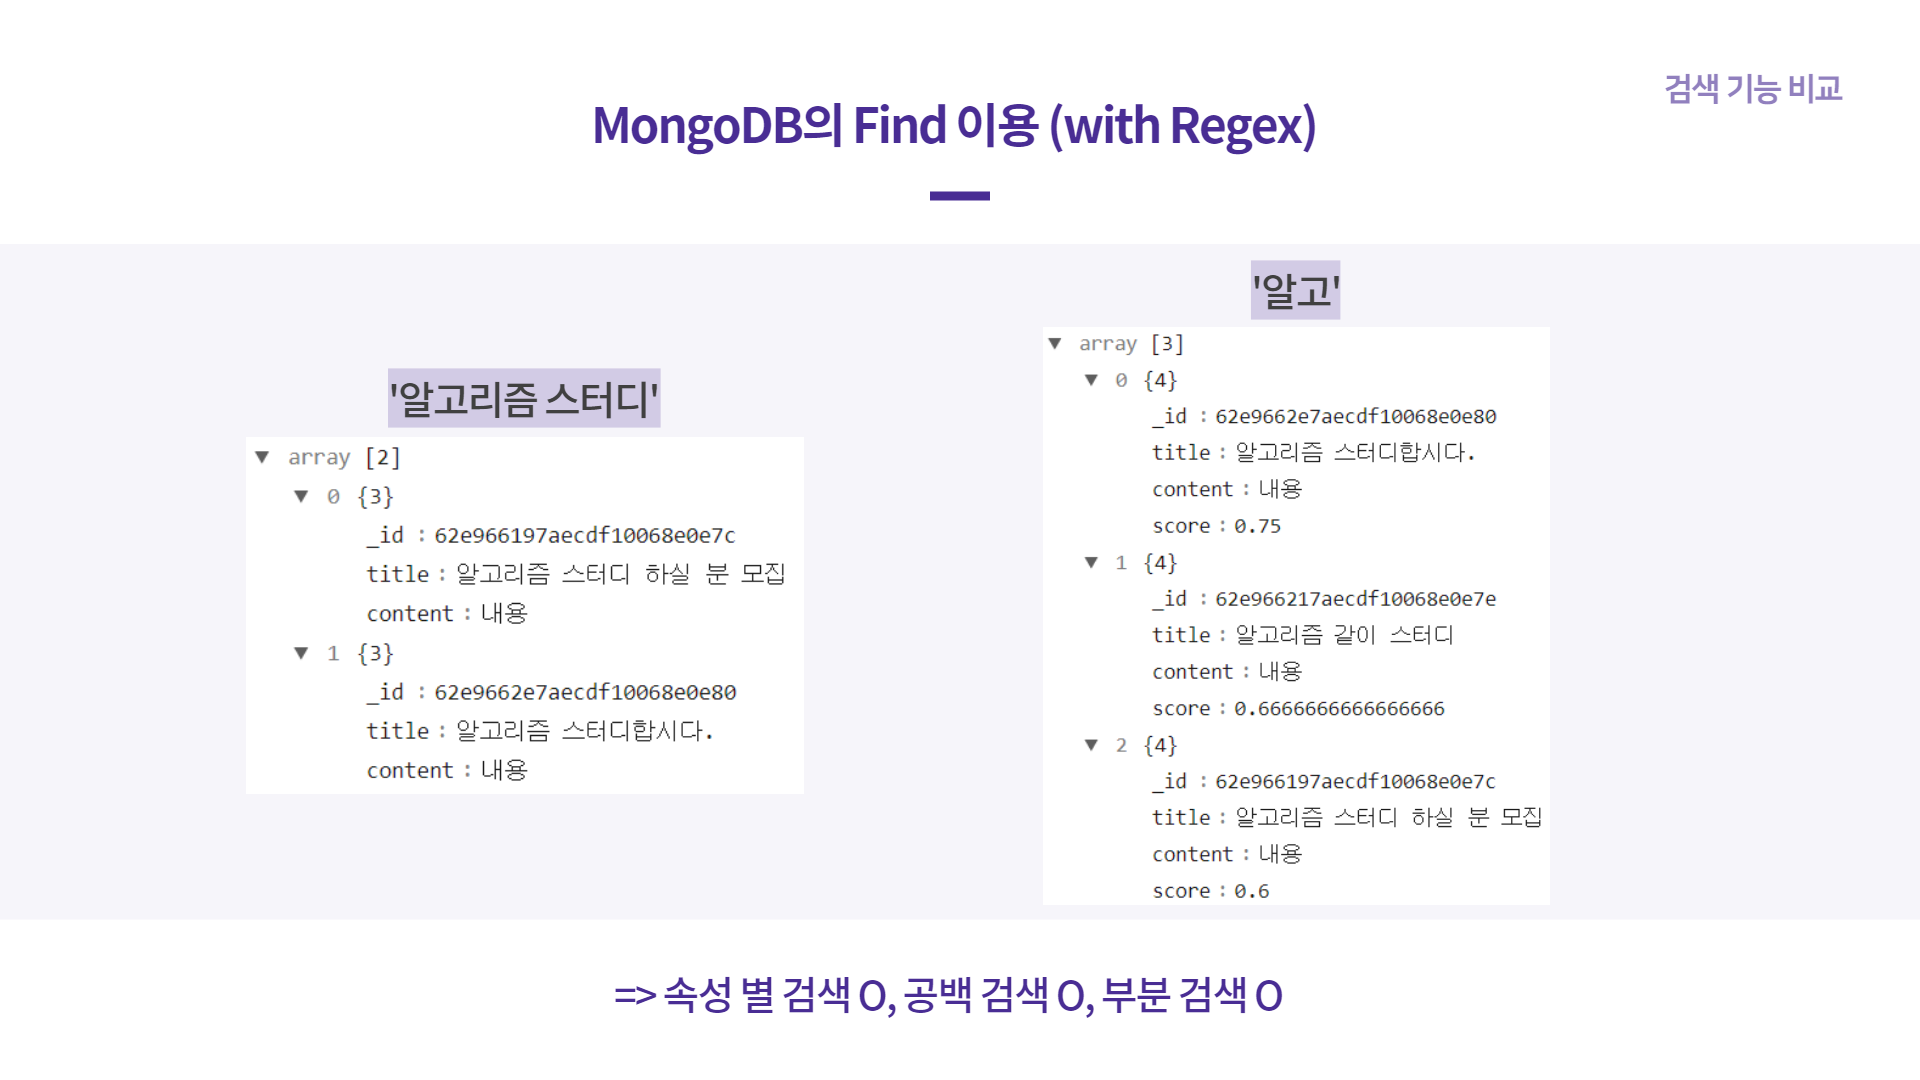 검색 기능 비교
MongoDB의 Find 이용 (with Regex)
'알고리즘 스터디'
▼ array [2]
▼ 0 {3}
_id : 62e966197aecdf10068e0e7c
title : 알고리즘 스터디 하실 분 모집
content : 내용
▼ 1 {3}
_id : 62e9662e7aecdf10068e0e80
title : 알고리즘 스터디합시다.
content : 내용
'알고'
▼ array [3]
▼ 0 {4}
_id : 62e9662e7aecdf10068e0e80
title : 알고리즘 스터디합시다.
content : 내용
score : 0.75
▼ 1 {4}
_id : 62e966217aecdf10068e0e7e
title : 알고리즘 같이 스터디
content : 내용
score : 0.6666666666666666
▼ 2 {4}
_id : 62e966197aecdf10068e0e7c
title : 알고리즘 스터디 하실 분 모집
content : 내용
score : 0.6
=> 속성 별 검색 O, 공백 검색 O, 부분 검색 O